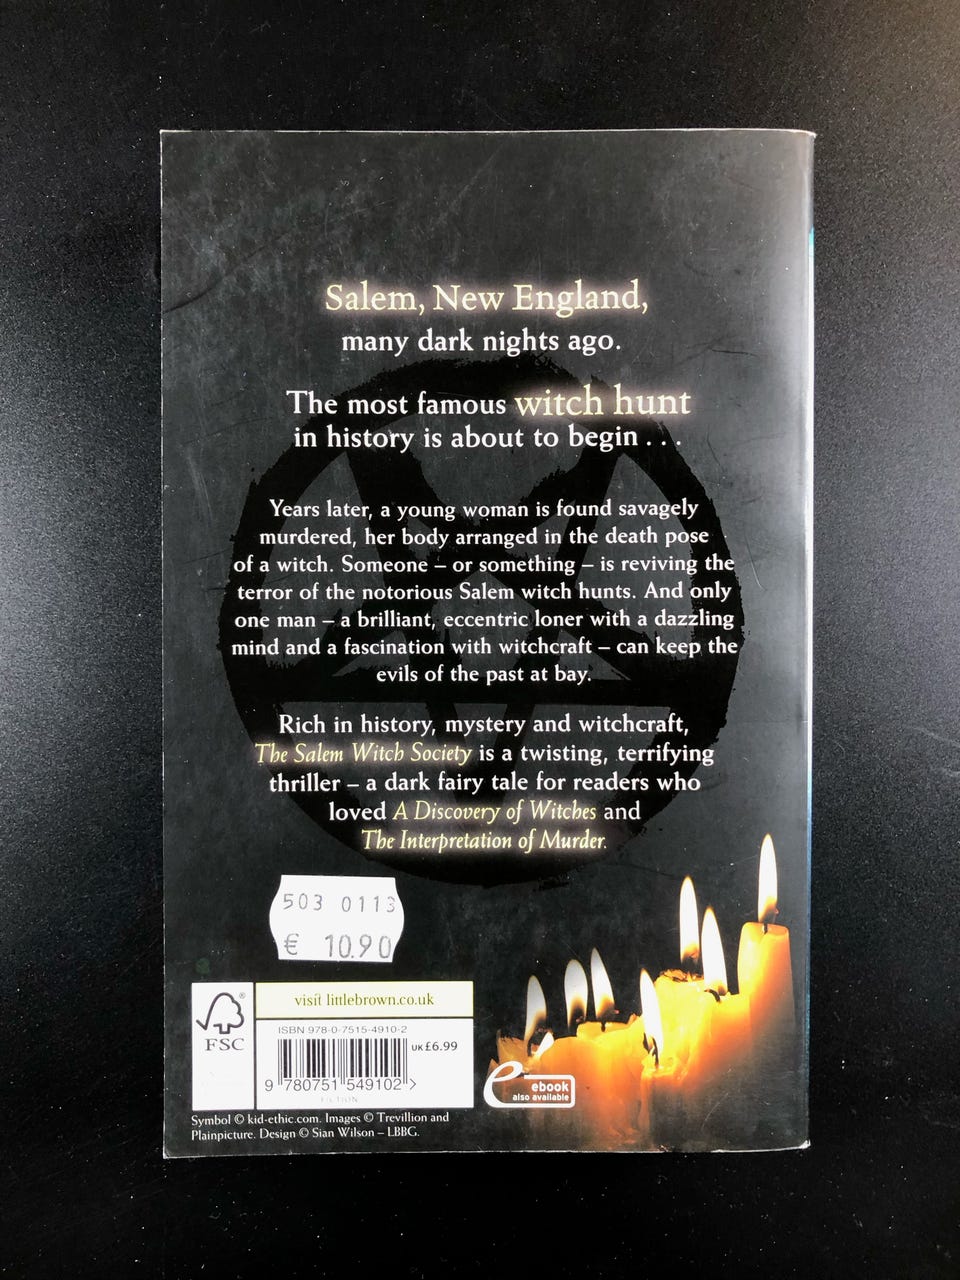 Salem, New England,
many dark nights ago.
The most famous witch hunt
in history is about to begin . . .
Years later, a young woman is found savagely
murdered, her body arranged in the death pose
of a witch. Someone – or something – is reviving the
terror of the notorious Salem witch hunts. And only
one man – a brilliant, eccentric loner with a dazzling
mind and a fascination with witchcraft – can keep the
evils of the past at bay.
Rich in history, mystery and witchcraft,
The Salem Witch Society is a twisting, terrifying
thriller – a dark fairy tale for readers who
loved A Discovery of Witches and
The Interpretation of Murder.
503 0113
€ 10.90
FSC
®
visit littlebrown.co.uk
ISBN 978-0-7515-4910-2
UK £6.99
9 780751 549102 >
FICTION
e
ebook
also available
Symbol © kid-ethic.com. Images © Trevillion and
Plainpicture. Design © Sian Wilson – LBBG.